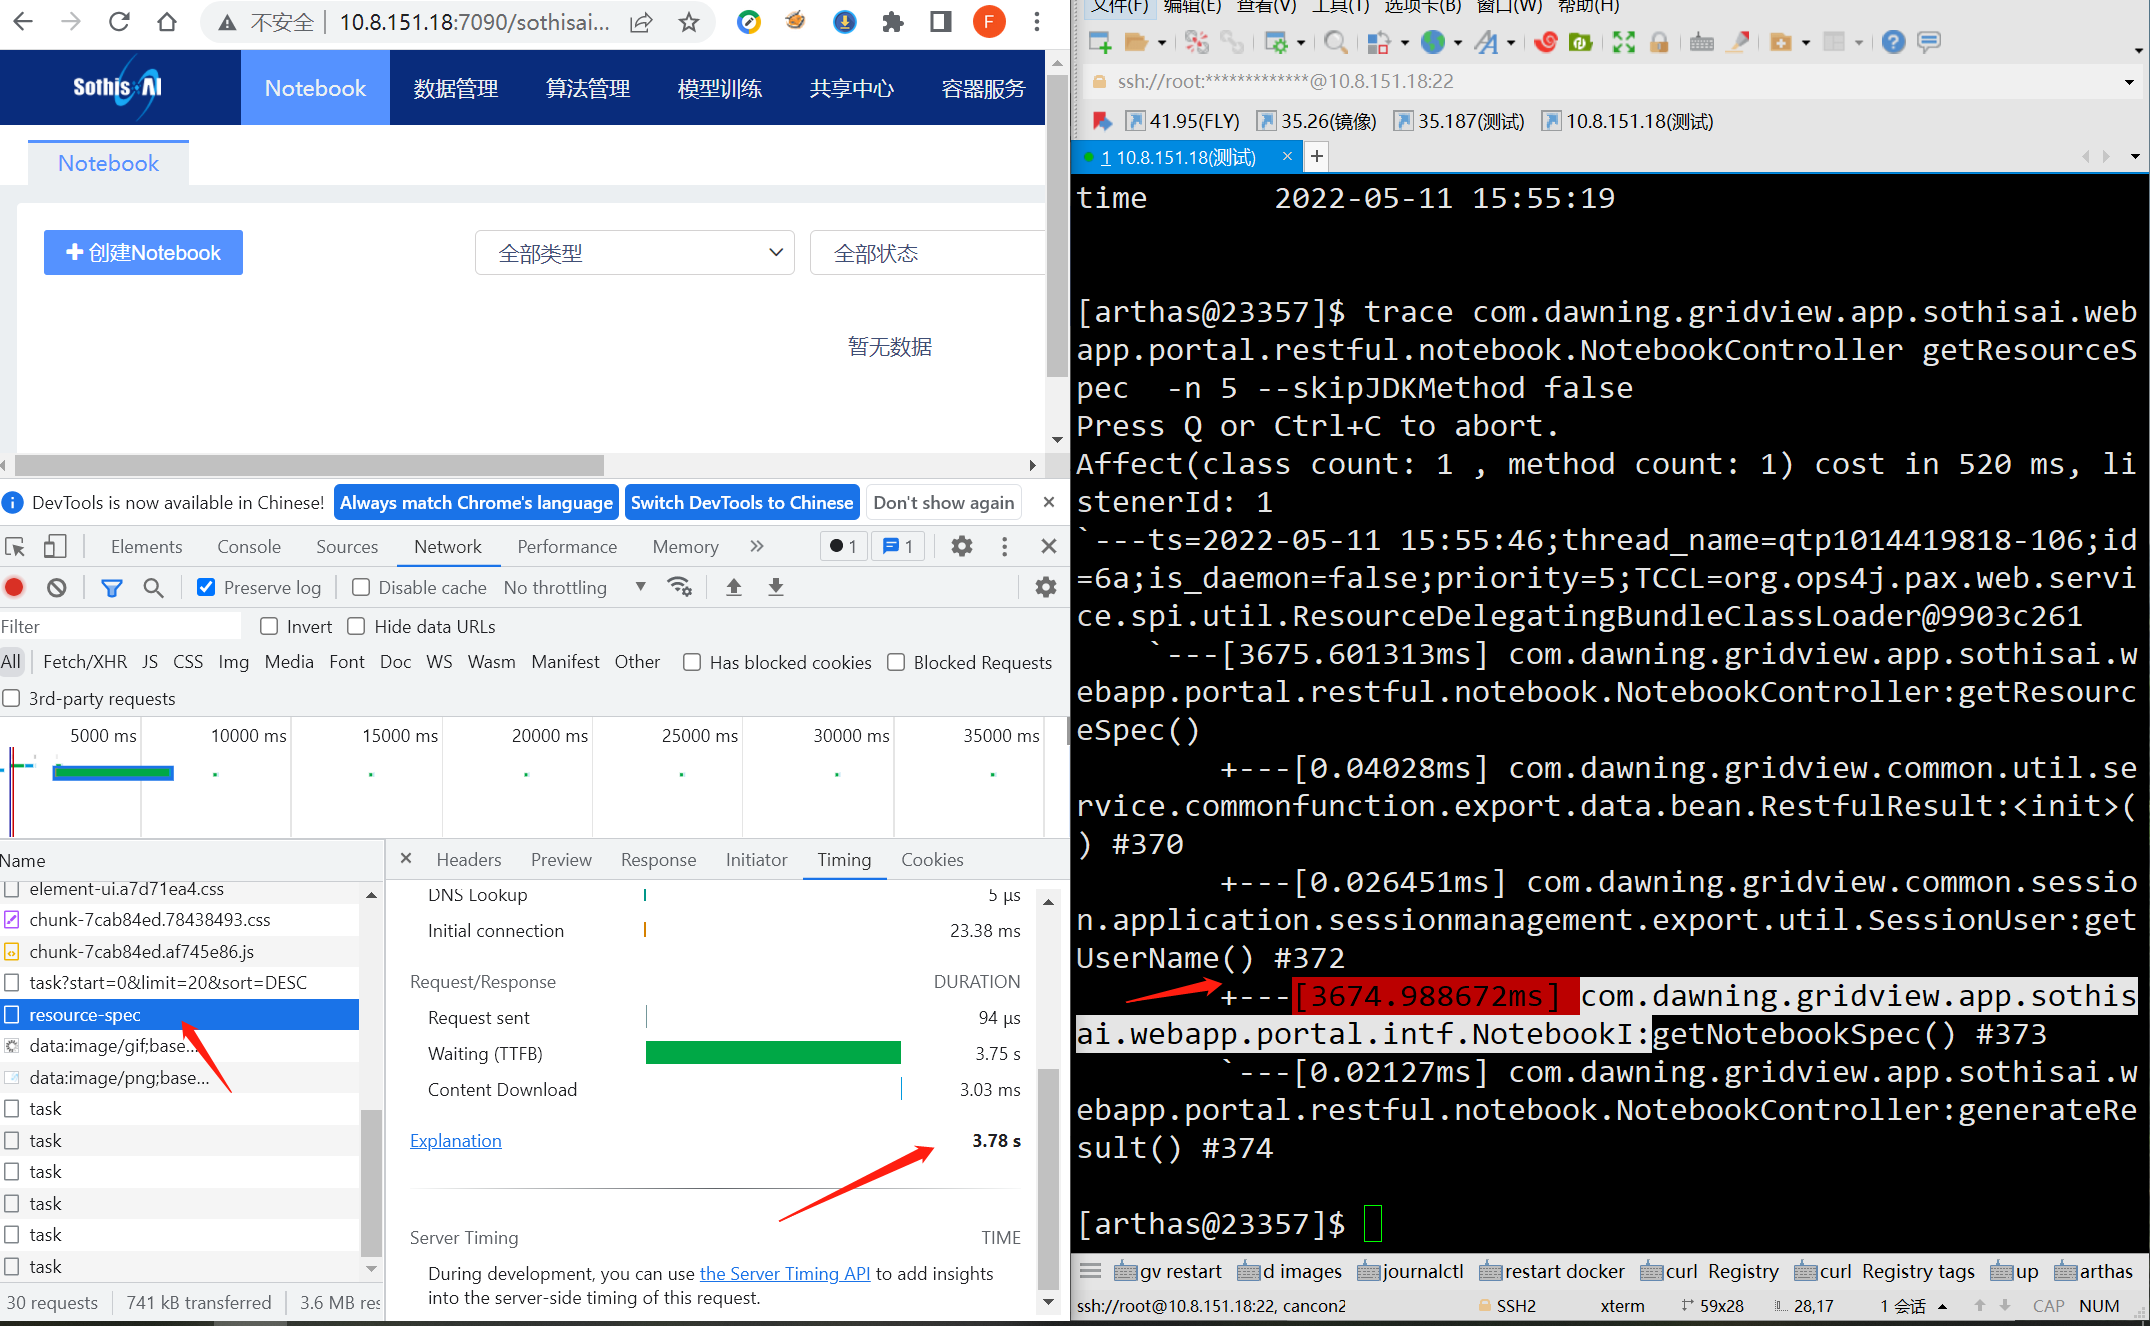 不安全
10.8.151.18:7090/sothisai...
F
Sothis AI
Notebook
数据管理
算法管理
模型训练
共享中心
容器服务
Notebook
创建Notebook
全部类型
全部状态
暂无数据
DevTools is now available in Chinese!
Always match Chrome's language
Switch DevTools to Chinese
Don't show again
Elements
Console
Sources
Network
Performance
Memory
1
1
Preserve log
Disable cache
No throttling
Filter
Invert
Hide data URLs
All
Fetch/XHR
JS
CSS
Img
Media
Font
Doc
WS
Wasm
Manifest
Other
Has blocked cookies
Blocked Requests
3rd-party requests
5000 ms
10000 ms
15000 ms
20000 ms
25000 ms
30000 ms
35000 ms
Name
element-ui.a7d71ea4.css
chunk-7cab84ed.78438493.css
chunk-7cab84ed.af745e86.js
task?start=0&limit=20&sort=DESC
resource-spec
data:image/gif;base...
data:image/png;base...
task
task
task
task
task
task
30 requests
741 kB transferred
3.6 MB res
Headers
Preview
Response
Initiator
Timing
Cookies
DNS Lookup
5 µs
Initial connection
23.38 ms
Request/Response
DURATION
Request sent
94 µs
Waiting (TTFB)
3.75 s
Content Download
3.03 ms
Explanation
3.78 s
Server Timing
TIME
During development, you can use the Server Timing API to add insights
into the server-side timing of this request.
文件(F)
编辑(E)
查看(V)
工具(T)
选项卡(B)
窗口(W)
帮助(H)
ssh://root:*************@10.8.151.18:22
41.95(FLY)
35.26(镜像)
35.187(测试)
10.8.151.18(测试)
1 10.8.151.18(测试)
time 2022-05-11 15:55:19
[arthas@23357]$ trace com.dawning.gridview.app.sothisai.web
app.portal.restful.notebook.NotebookController getResourceS
pec -n 5 --skipJDKMethod false
Press Q or Ctrl+C to abort.
Affect(class count: 1 , method count: 1) cost in 520 ms, li
stenerId: 1
`---ts=2022-05-11 15:55:46;thread_name=qtp1014419818-106;id
=6a;is_daemon=false;priority=5;TCCL=org.ops4j.pax.web.servi
ce.spi.util.ResourceDelegatingBundleClassLoader@9903c261
`---[3675.601313ms] com.dawning.gridview.app.sothisai.w
ebapp.portal.restful.notebook.NotebookController:getResourc
eSpec()
+---[0.04028ms] com.dawning.gridview.common.util.se
rvice.commonfunction.export.data.bean.RestfulResult:<init>(
) #370
+---[0.026451ms] com.dawning.gridview.common.sessio
n.application.sessionmanagement.export.util.SessionUser:get
UserName() #372
+---[3674.988672ms] com.dawning.gridview.app.sothis
ai.webapp.portal.intf.NotebookI:getNotebookSpec() #373
`---[0.02127ms] com.dawning.gridview.app.sothisai.w
ebapp.portal.restful.notebook.NotebookController:generateRe
sult() #374
[arthas@23357]$
gv restart
d images
journalctl
restart docker
curl Registry
curl Registry tags
up
arthas
ssh://root@10.8.151.18:22, cancon2
SSH2
xterm
59x28
28,17
1 会话
CAP
NUM